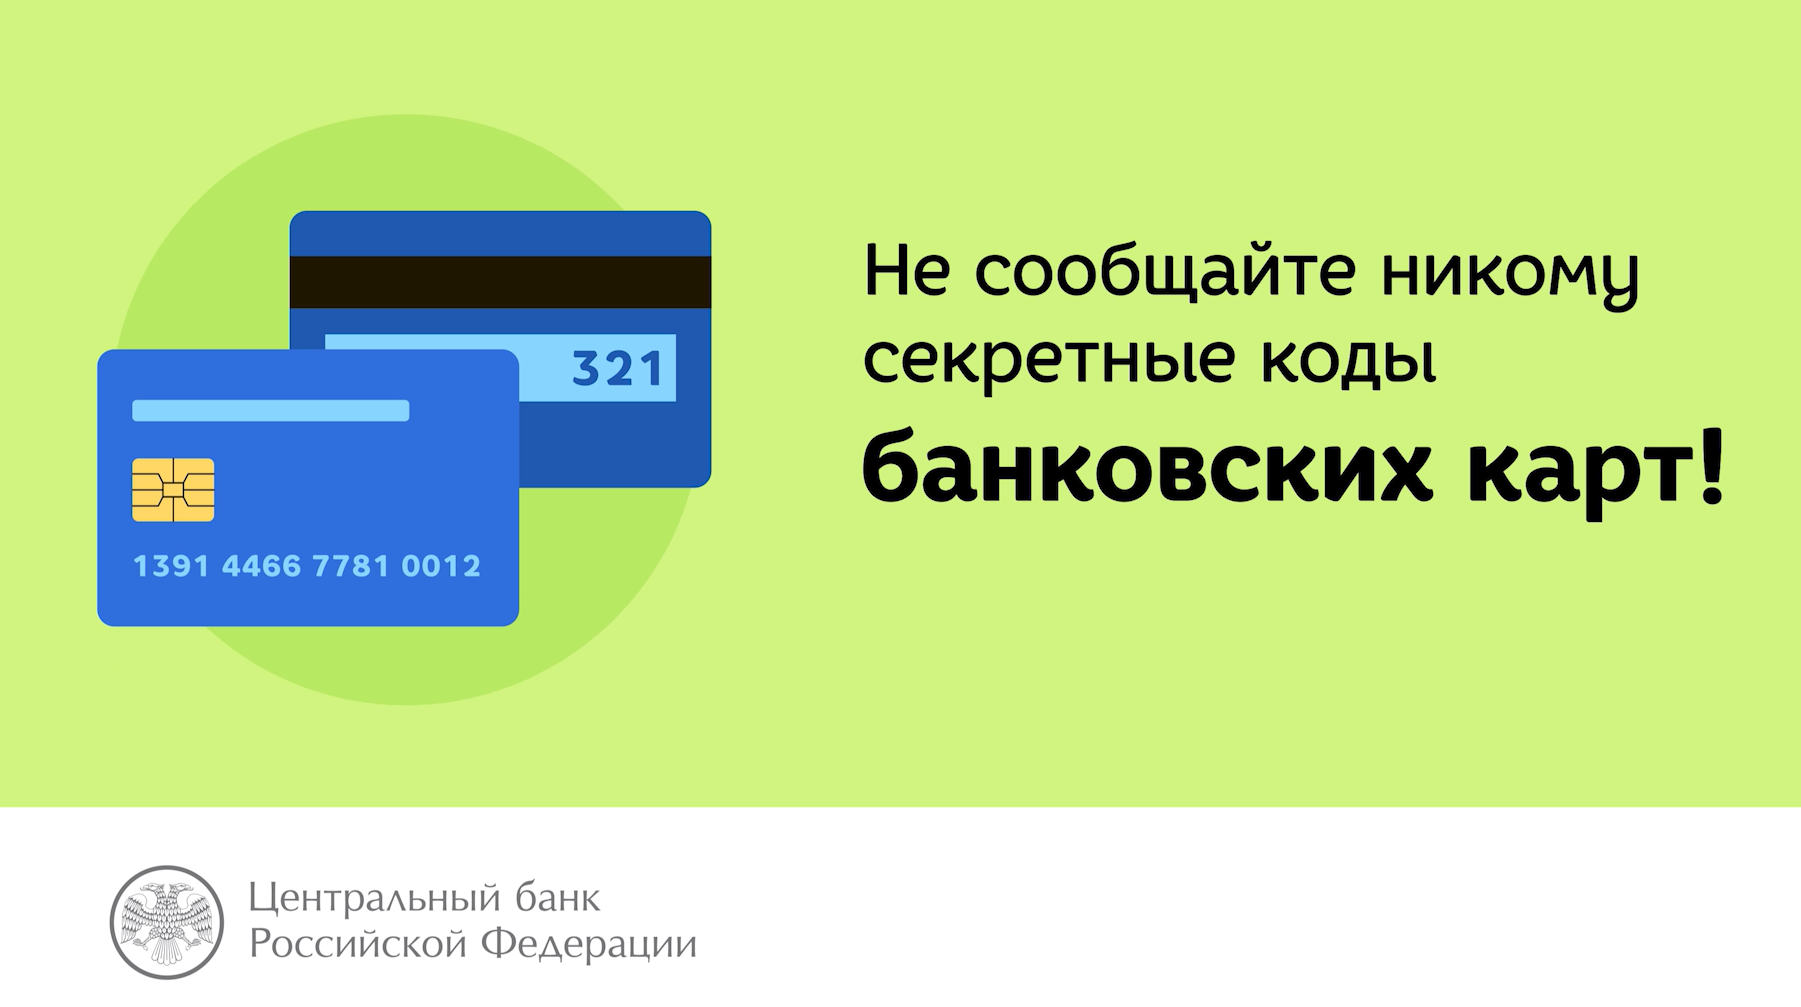 321
1391 4466 7781 0012
Не сообщайте никому
секретные коды
банковских карт!
Центральный банк
Российской Федерации